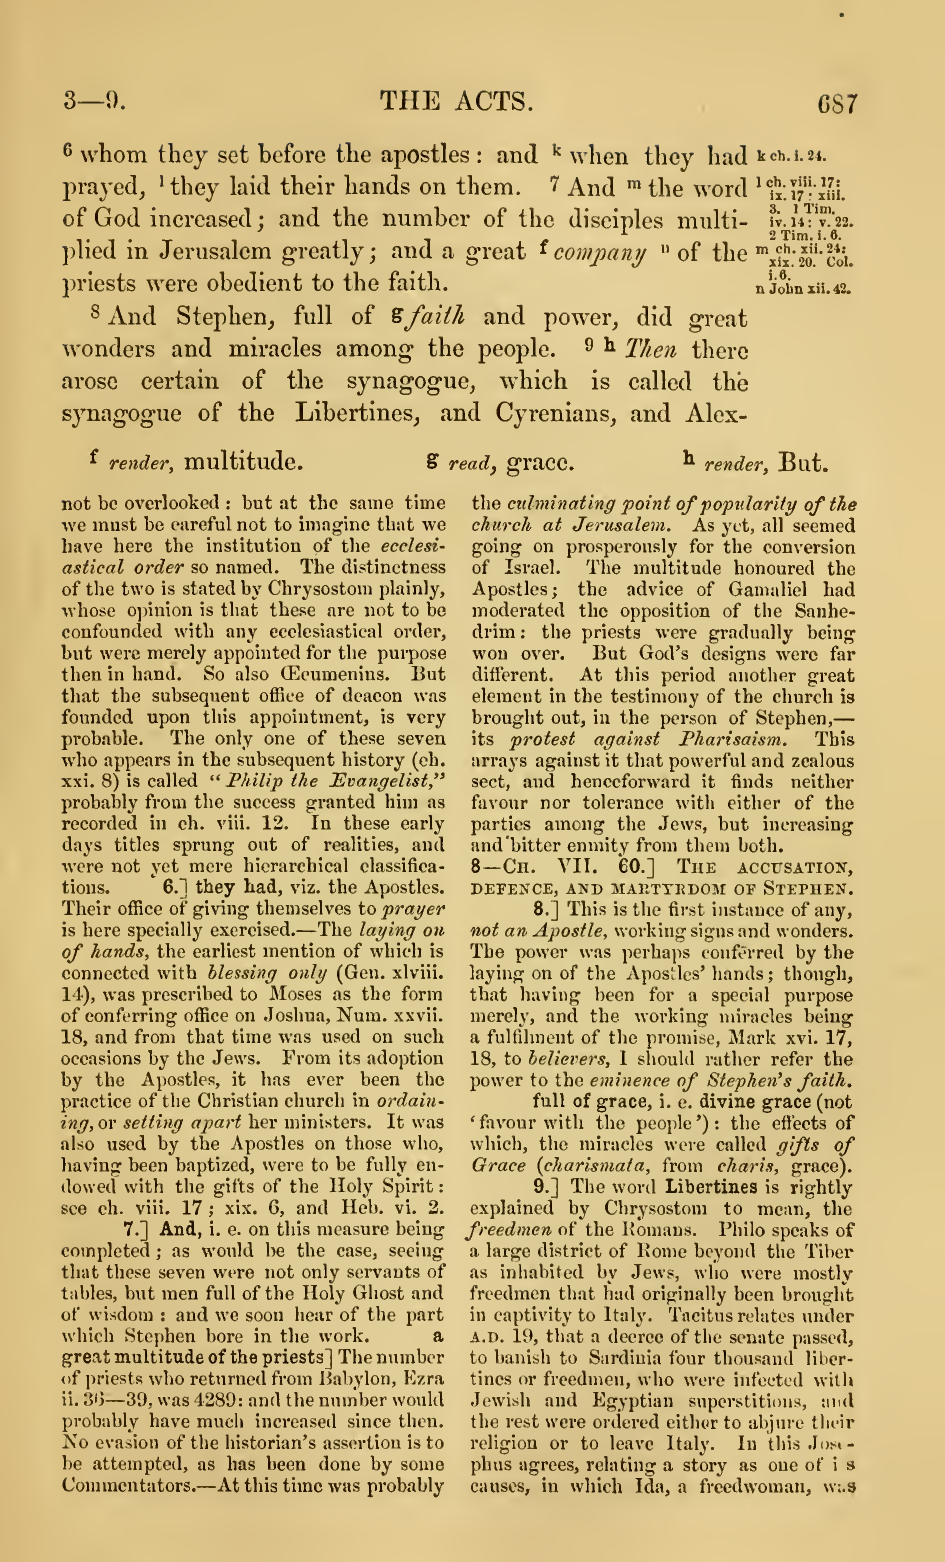 3—9.
THE ACTS.
687
6 whom they set before the apostles : and k when they had
prayed, l they laid their hands on them. 7 And m the word
of God increased; and the number of the disciples multi-
plied in Jerusalem greatly; and a great f company n of the
priests were obedient to the faith.
k ch. i. 24.
l ch. viii. 17:
ix. 17 : xiii.
3. 1 Tim.
iv. 14: v. 22.
2 Tim. i. 6.
m ch. xii. 24:
xix. 20. Col.
i. 6.
n John xii. 42.
8 And Stephen, full of g faith and power, did great
wonders and miracles among the people. 9 h Then there
arose certain of the synagogue, which is called the
synagogue of the Libertines, and Cyrenians, and Alex-
f render, multitude.
g read, grace.
h render, But.
not be overlooked : but at the same time
we must be careful not to imagine that we
have here the institution of the ecclesi-
astical order so named. The distinctness
of the two is stated by Chrysostom plainly,
whose opinion is that these are not to be
confounded with any ecclesiastical order,
but were merely appointed for the purpose
then in hand. So also Œcumenius. But
that the subsequent office of deacon was
founded upon this appointment, is very
probable. The only one of these seven
who appears in the subsequent history (ch.
xxi. 8) is called “ Philip the Evangelist,”
probably from the success granted him as
recorded in ch. viii. 12. In these early
days titles sprung out of realities, and
were not yet mere hierarchical classifica-
tions. 6.] they had, viz. the Apostles.
Their office of giving themselves to prayer
is here specially exercised.—The laying on
of hands, the earliest mention of which is
connected with blessing only (Gen. xlviii.
14), was prescribed to Moses as the form
of conferring office on Joshua, Num. xxvii.
18, and from that time was used on such
occasions by the Jews. From its adoption
by the Apostles, it has ever been the
practice of the Christian church in ordain-
ing, or setting apart her ministers. It was
also used by the Apostles on those who,
having been baptized, were to be fully en-
dowed with the gifts of the Holy Spirit :
see ch. viii. 17 ; xix. 6, and Heb. vi. 2.
7.] And, i. e. on this measure being
completed ; as would be the case, seeing
that these seven were not only servants of
tables, but men full of the Holy Ghost and
of wisdom : and we soon hear of the part
which Stephen bore in the work. a
great multitude of the priests] The number
of priests who returned from Babylon, Ezra
ii. 36—39, was 4289: and the number would
probably have much increased since then.
No evasion of the historian's assertion is to
be attempted, as has been done by some
Commentators.—At this time was probably
the culminating point of popularity of the
church at Jerusalem. As yet, all seemed
going on prosperously for the conversion
of Israel. The multitude honoured the
Apostles; the advice of Gamaliel had
moderated the opposition of the Sanhe-
drim : the priests were gradually being
won over. But God's designs were far
different. At this period another great
element in the testimony of the church is
brought out, in the person of Stephen,—
its protest against Pharisaism. This
arrays against it that powerful and zealous
sect, and henceforward it finds neither
favour nor tolerance with either of the
parties among the Jews, but increasing
and bitter enmity from them both.
8—CH. VII. 60.] THE ACCUSATION,
DEFENCE, AND MARTYRDOM OF STEPHEN.
8.] This is the first instance of any,
not an Apostle, working signs and wonders.
The power was perhaps conferred by the
laying on of the Apostles' hands ; though,
that having been for a special purpose
merely, and the working miracles being
a fulfilment of the promise, Mark xvi. 17,
18, to believers, I should rather refer the
power to the eminence of Stephen's faith.
full of grace, i. e. divine grace (not
‘ favour with the people ’) : the effects of
which, the miracles were called gifts of
Grace (charismata, from charis, grace).
9.] The word Libertines is rightly
explained by Chrysostom to mean, the
freedmen of the Romans. Philo speaks of
a large district of Rome beyond the Tiber
as inhabited by Jews, who were mostly
freedmen that had originally been brought
in captivity to Italy. Tacitus relates under
A.D. 19, that a decree of the senate passed,
to banish to Sardinia four thousand liber-
tines or freedmen, who were infected with
Jewish and Egyptian superstitions, and
the rest were ordered either to abjure their
religion or to leave Italy. In this Jose-
phus agrees, relating a story as one of i s
causes, in which Ida, a freedwoman, was